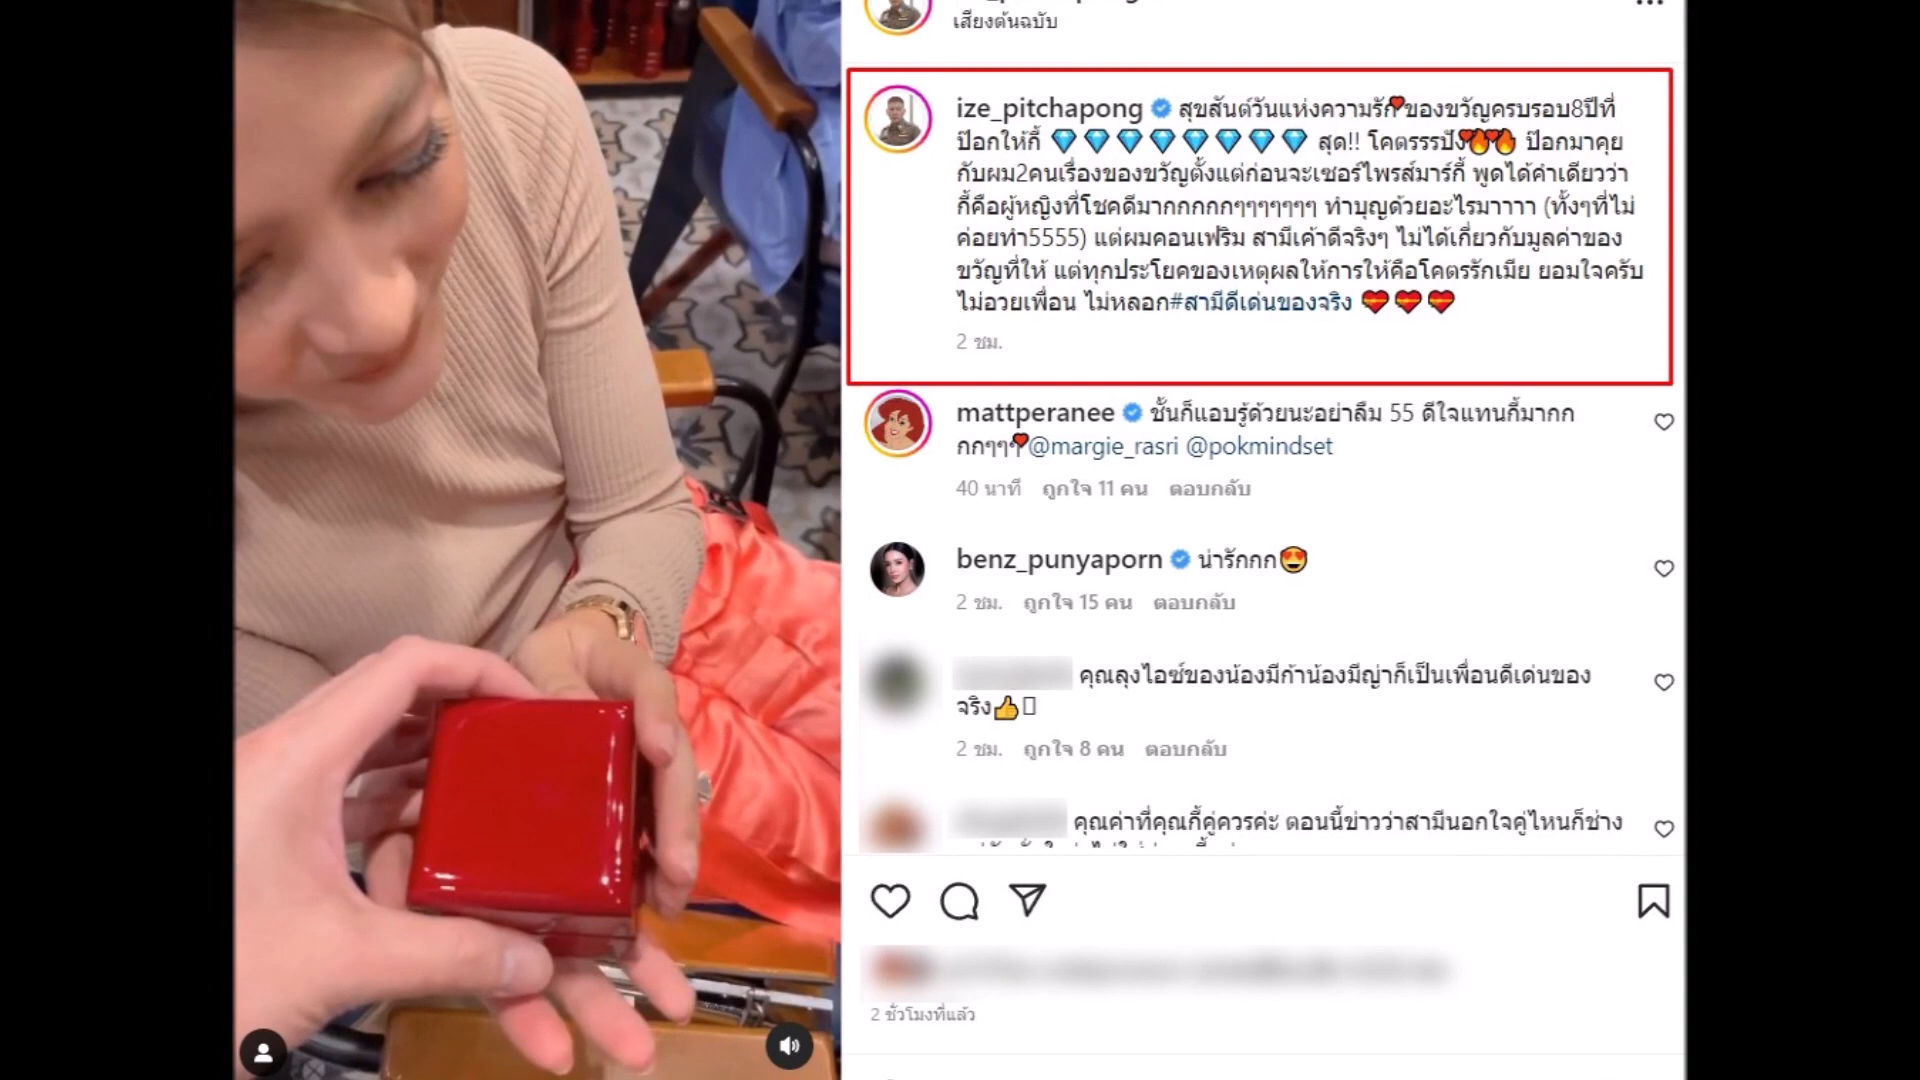 เสียงต้นฉบับ
ize_pitchapong สุขสันต์วันแห่งความรัก❣ของขวัญครบรอบ8ปีที่
ป๊อกให้กี้ 💎💎💎💎💎💎💎💎 สุด!! โคตรรรปัง❣🔥❣🔥 ป๊อกมาคุย
กับผม2คนเรื่องของขวัญตั้งแต่ก่อนจะเซอร์ไพรส์มาร์กี้ พูดได้คำเดียวว่า
กี้คือผู้หญิงที่โชคดีมากกกกกๆๆๆๆๆๆๆ ทำบุญด้วยอะไรมาาาา (ทั้งๆที่ไม่
ค่อยทำ5555) แต่ผมคอนเฟริม สามีเค้าดีจริงๆ ไม่ได้เกี่ยวกับมูลค่าของ
ขวัญที่ให้ แต่ทุกประโยคของเหตุผลให้การให้คือโคตรรักเมีย ยอมใจครับ
ไม่อวยเพื่อน ไม่หลอก#สามีดีเด่นของจริง 💝💝💝
2 ชม.
mattperanee ชั้นก็แอบรู้ด้วยนะอย่าลืม 55 ดีใจแทนกี้มากก
กกๆๆๆ❣@margie_rasri @pokmindset
40 นาที ถูกใจ 11 คน ตอบกลับ
benz_punyaporn น่ารักกก😍
2 ชม. ถูกใจ 15 คน ตอบกลับ
คุณลุงไอซ์ของน้องมีก้าน้องมีญ่าก็เป็นเพื่อนดีเด่นของ
จริง👍
2 ชม. ถูกใจ 8 คน ตอบกลับ
คุณค่าที่คุณกี้คู่ควรค่ะ ตอนนี้ข่าวว่าสามีนอกใจคู่ไหนก็ช่าง
2 ชั่วโมงที่แล้ว